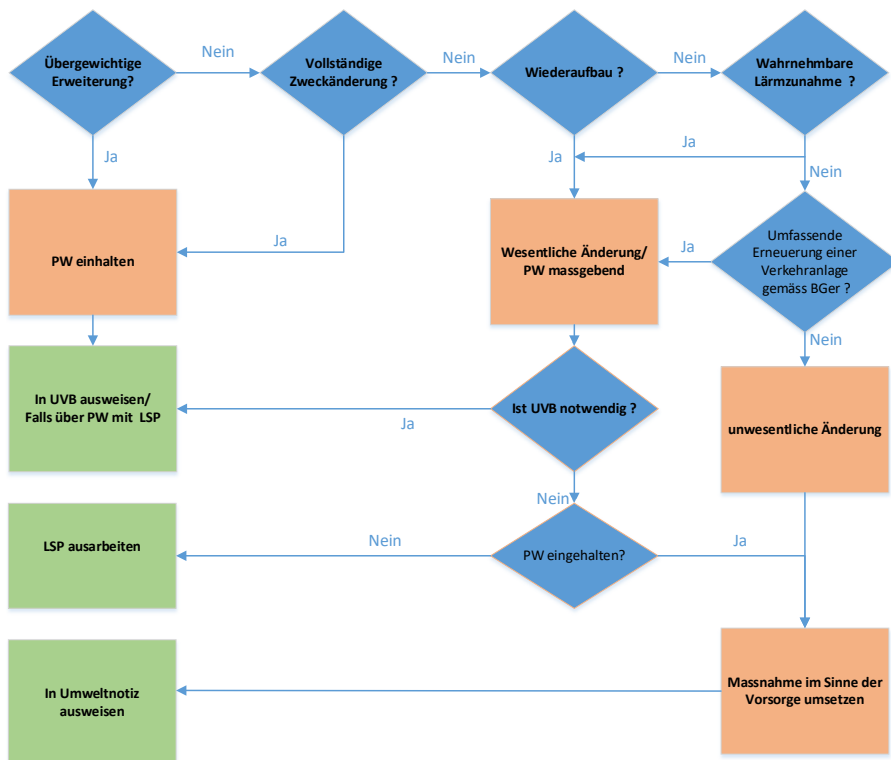 Übergewichtige
Erweiterung?
Nein
Vollständige
Zweckänderung ?
Nein
Wiederaufbau ?
Nein
Wahrnehmbare
Lärmzunahme ?
Ja
Ja
Ja
Nein
PW einhalten
Ja
Wesentliche Änderung/
PW massgebend
Ja
Umfassende
Erneuerung einer
Verkehranlage
gemäss BGer ?
Nein
In UVB ausweisen/
Falls über PW mit LSP
Ja
Ist UVB notwendig ?
unwesentliche Änderung
Nein
LSP ausarbeiten
Nein
PW eingehalten?
Ja
In Umweltnotiz
ausweisen
Massnahme im Sinne der
Vorsorge umsetzen